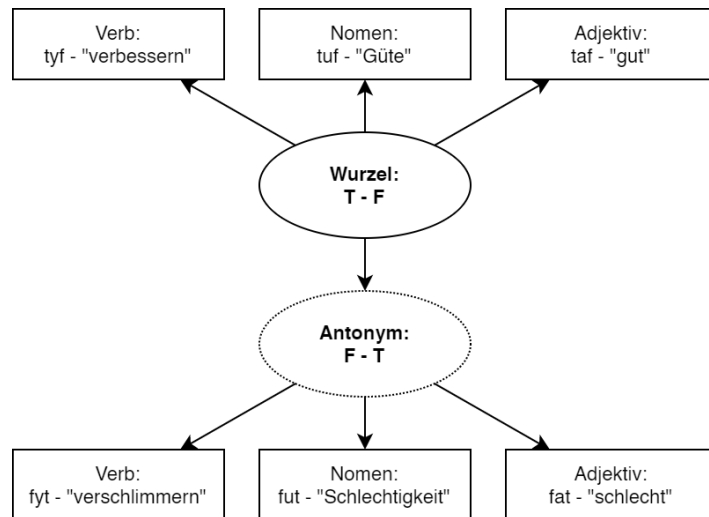 Verb:
tyf - "verbessern"
Nomen:
tuf - "Güte"
Adjektiv:
taf - "gut"
Wurzel:
T - F
Antonym:
F - T
Verb:
fyt - "verschlimmern"
Nomen:
fut - "Schlechtigkeit"
Adjektiv:
fat - "schlecht"